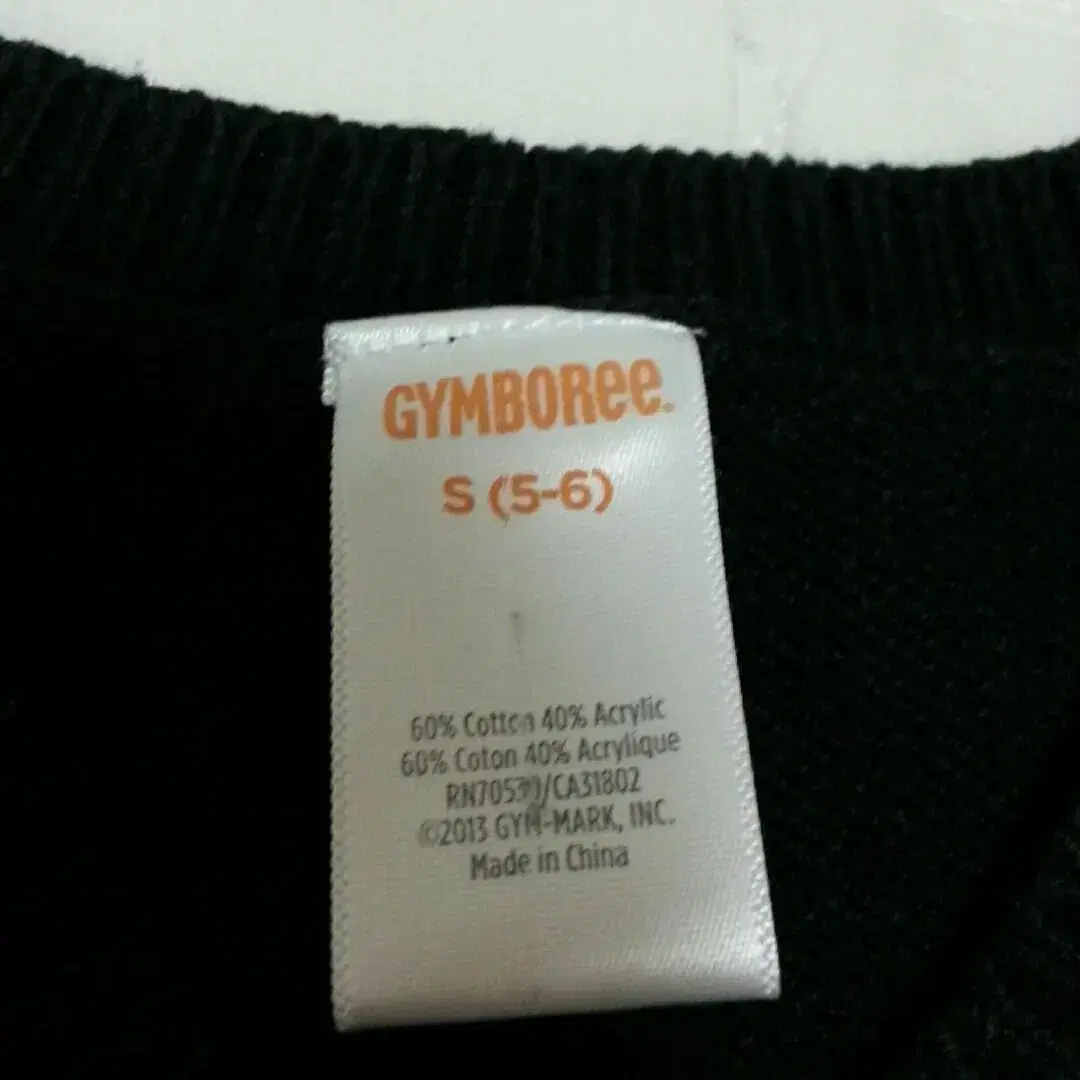 GYMBOREE
S (5-6)
60% Cotton 40% Acrylic
60% Coton 40% Acrylique
/CA31802
©2013 GYM-MARK, INC.
Made in China